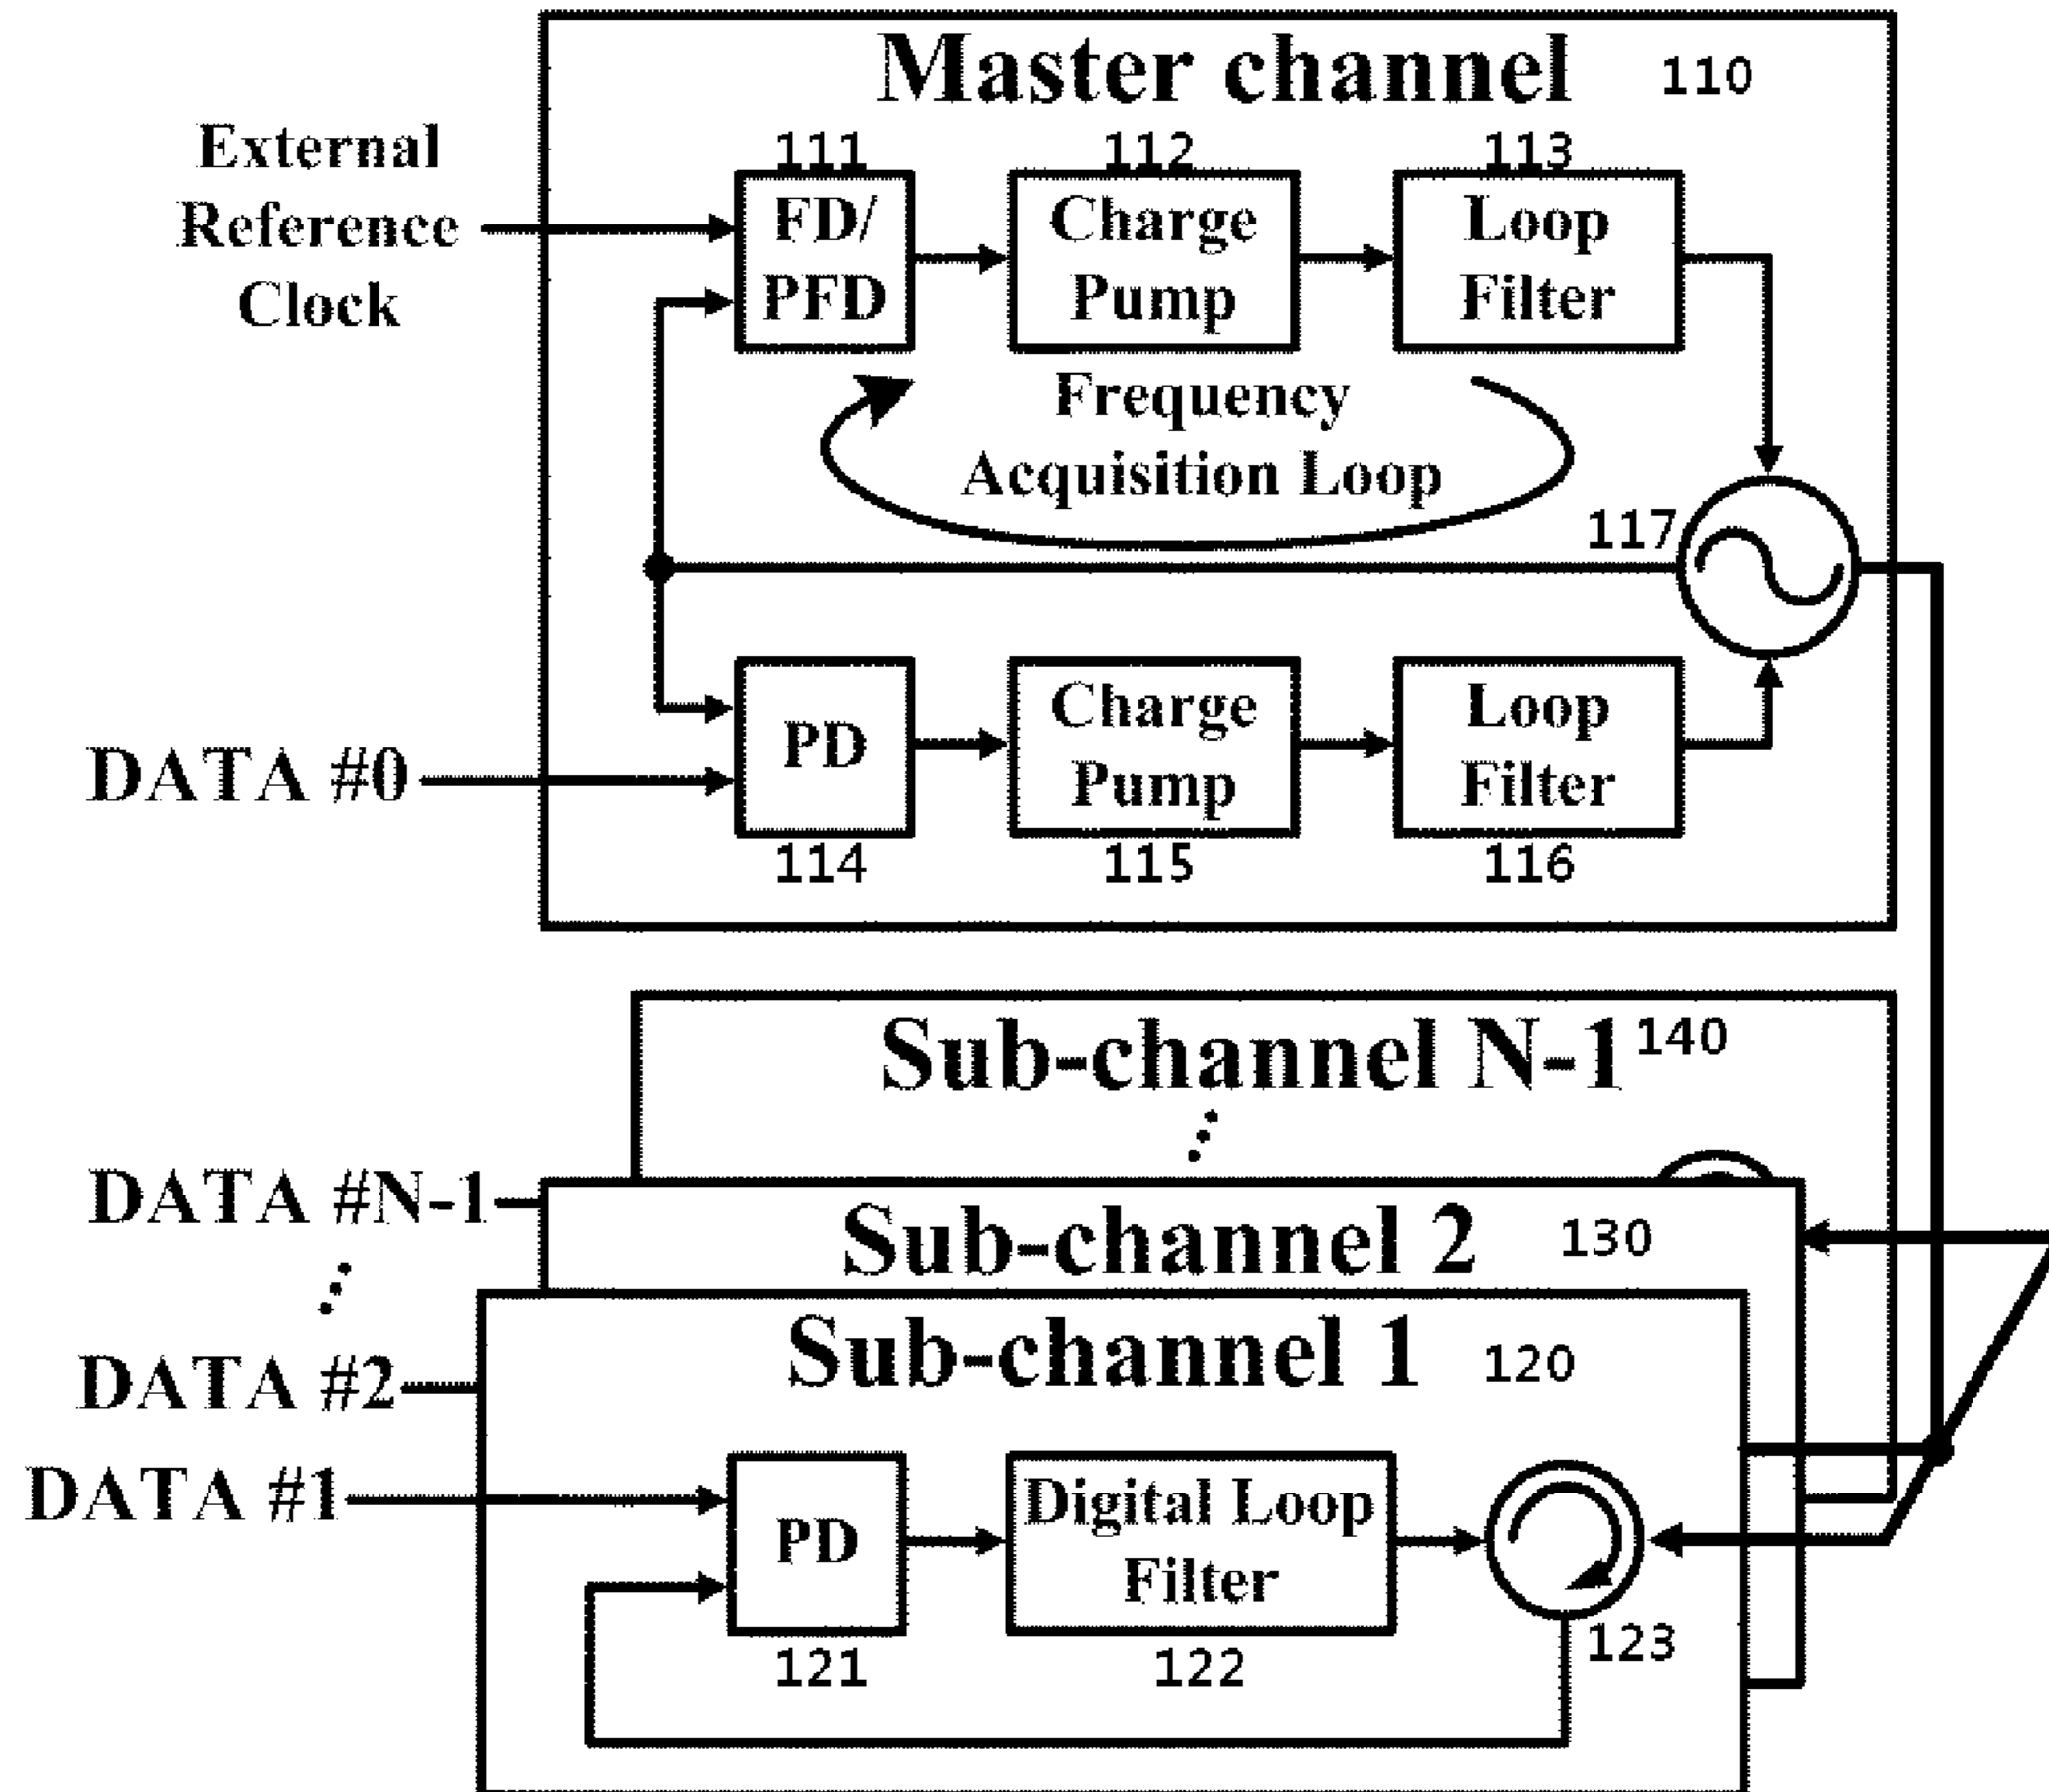 Master channel 110
External
Reference
Clock
111
112
113
FD/
PFD
Charge
Pump
Loop
Filter
Frequency
Acquisition Loop
117
DATA #0
PD
Charge
Pump
Loop
Filter
114
115
116
Sub-channel N-1 140
DATA #N-1
Sub-channel 2 130
DATA #2
Sub-channel 1 120
DATA #1
PD
Digital Loop
Filter
121
122
123